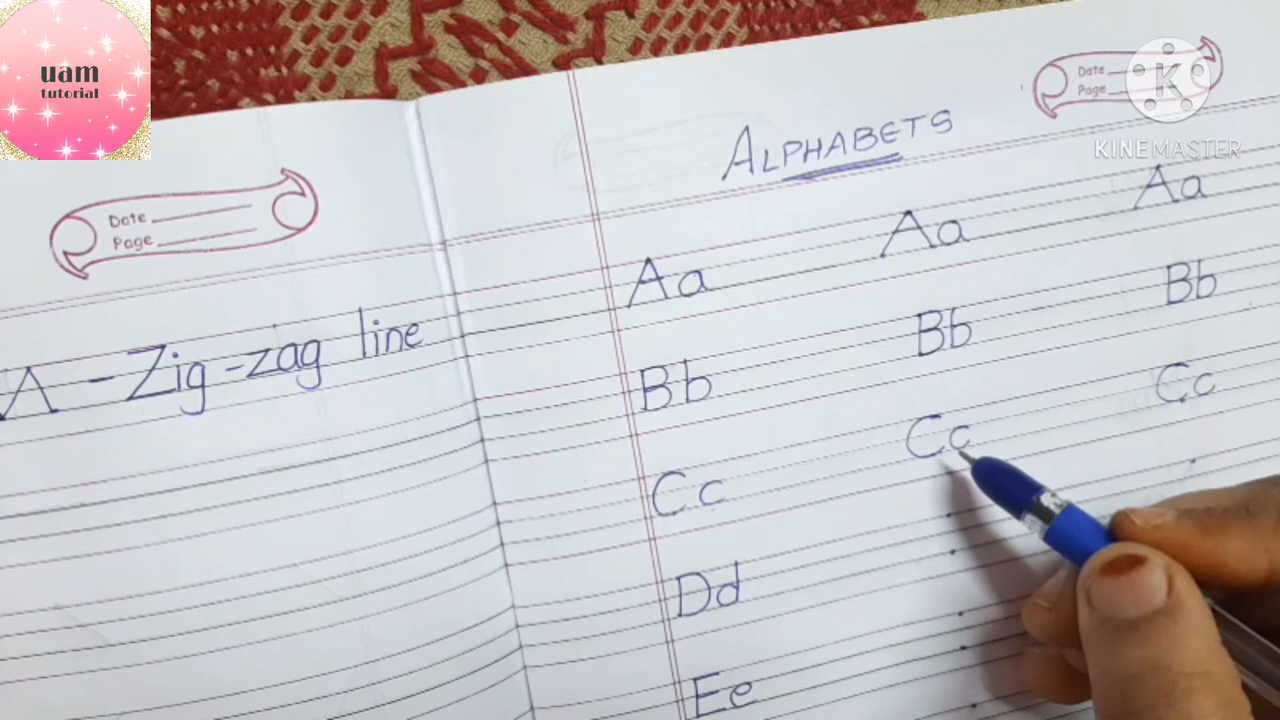 uam
tutorial
Date
Page
KINEMASTER
ALPHABETS
Date
Page
Aa Aa Aa
Bb Bb Bb
Cc Cc Cc
Dd
Ee
Λ - Zig-zag line